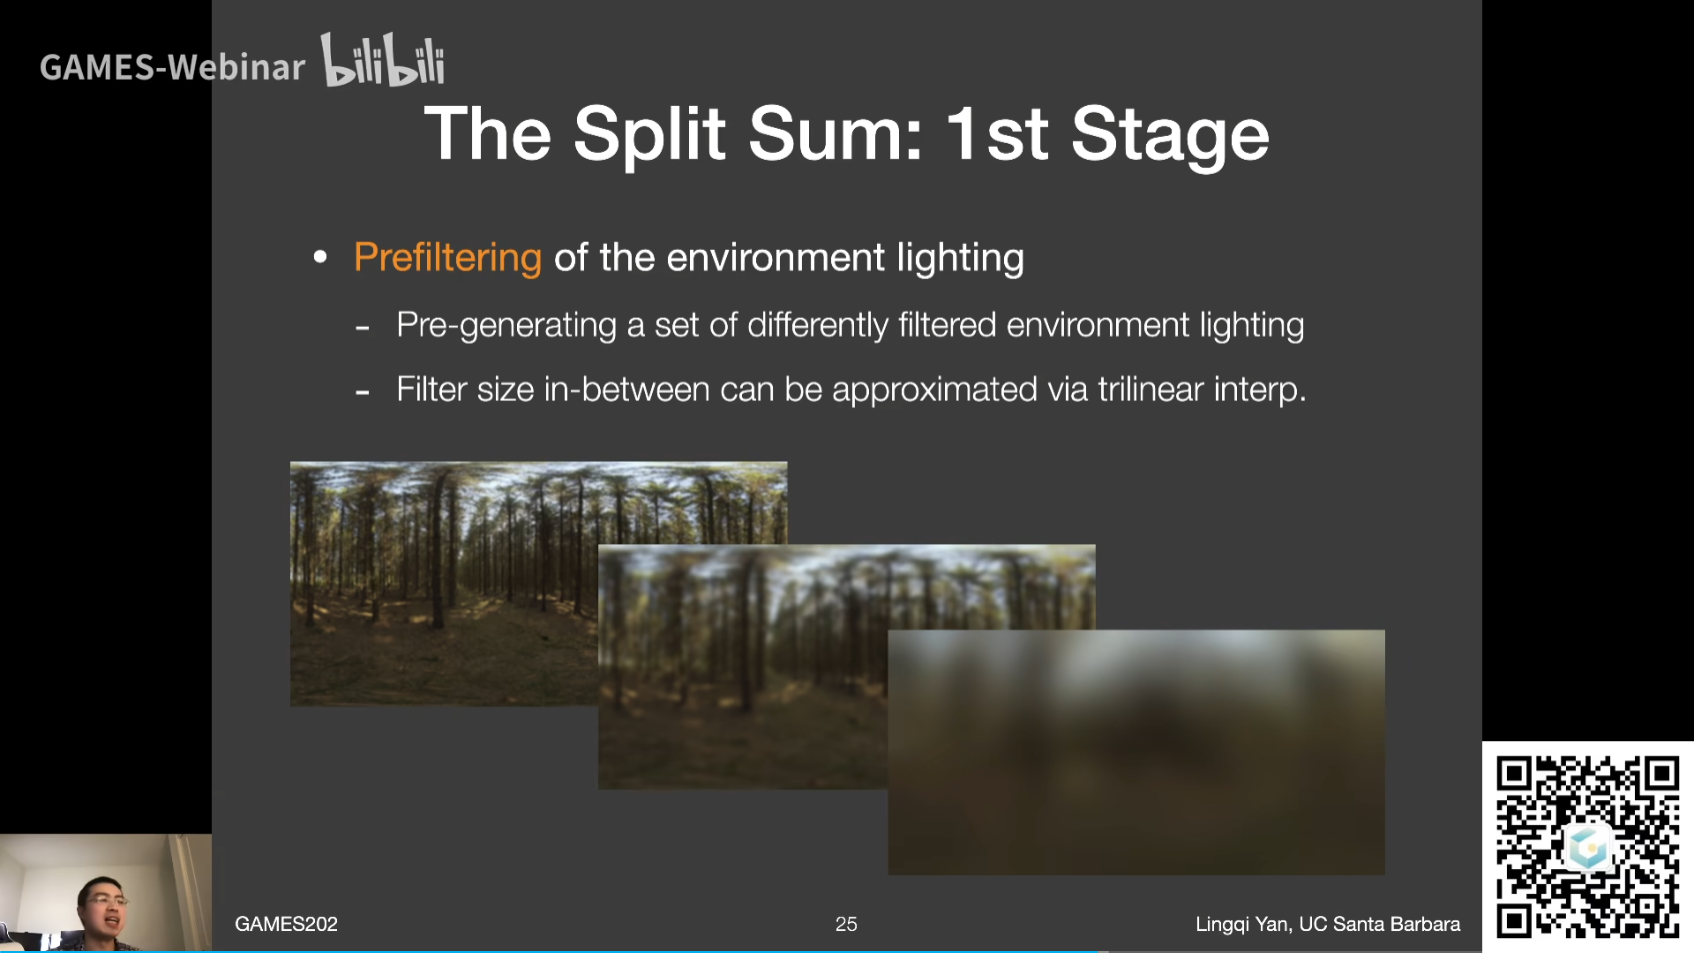 GAMES-Webinar bilibili
The Split Sum: 1st Stage
• Prefiltering of the environment lighting
- Pre-generating a set of differently filtered environment lighting
- Filter size in-between can be approximated via trilinear interp.
GAMES202
25
Lingqi Yan, UC Santa Barbara